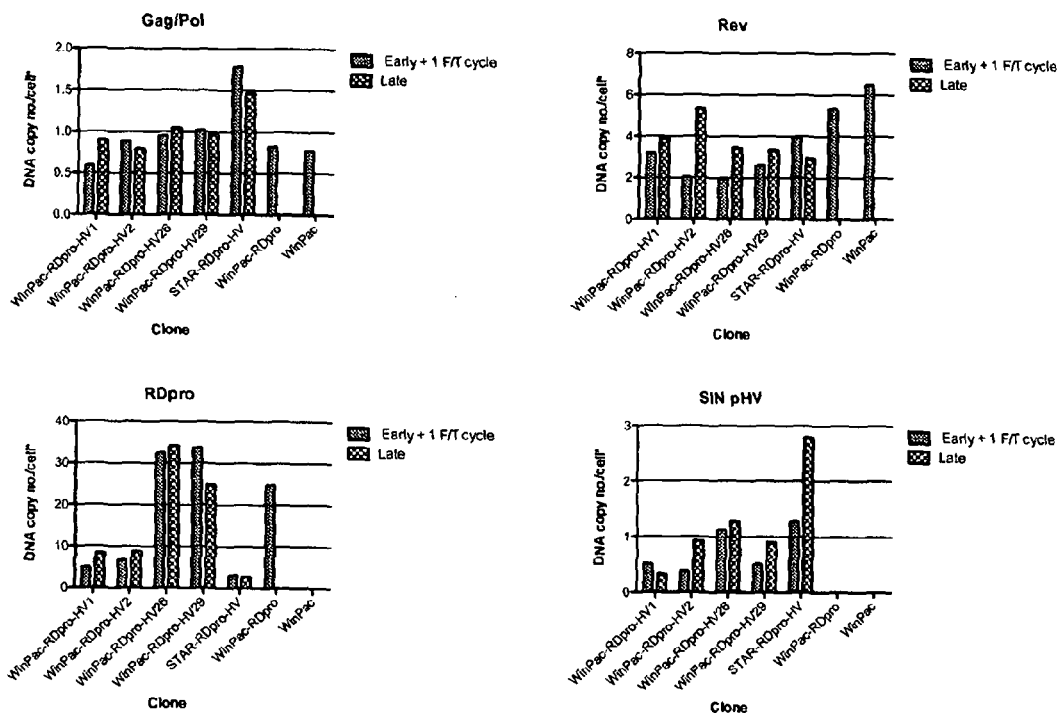 Gag/Pol
Early + 1 F/T cycle
Late
DNA copy no./cell*
2.0
1.5
1.0
0.5
0.0
WinPac-RDpro-HV1
WinPac-RDpro-HV2
WinPac-RDpro-HV28
WinPac-RDpro-HV29
STAR-RDpro-HV
WinPac-RDpro
WinPac
Clone
Rev
Early + 1 F/T cycle
Late
DNA copy no./cell*
8
6
4
2
0
WinPac-RDpro-HV1
WinPac-RDpro-HV2
WinPac-RDpro-HV28
WinPac-RDpro-HV29
STAR-RDpro-HV
WinPac-RDpro
WinPac
Clone
RDpro
Early + 1 F/T cycle
Late
DNA copy no./cell*
40
30
20
10
0
WinPac-RDpro-HV1
WinPac-RDpro-HV2
WinPac-RDpro-HV28
WinPac-RDpro-HV29
STAR-RDpro-HV
WinPac-RDpro
WinPac
Clone
SIN pHV
Early + 1 F/T cycle
Late
DNA copy no./cell*
3
2
1
0
WinPac-RDpro-HV1
WinPac-RDpro-HV2
WinPac-RDpro-HV28
WinPac-RDpro-HV29
STAR-RDpro-HV
WinPac-RDpro
WinPac
Clone